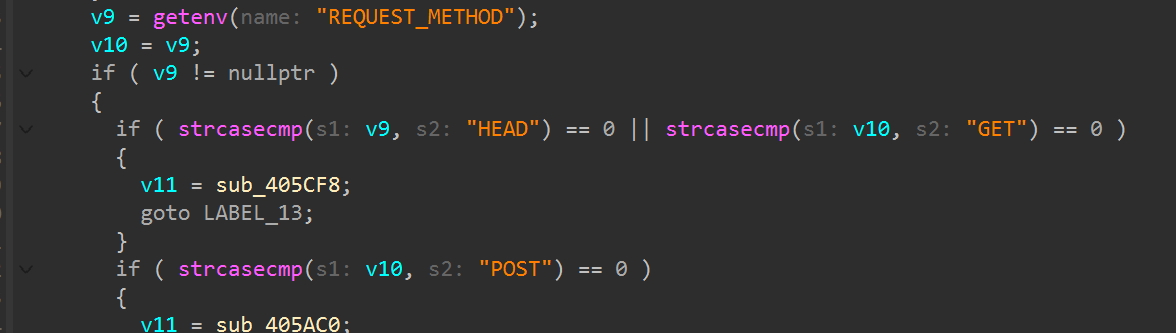 v9 = getenv(name: "REQUEST_METHOD");
v10 = v9;
if ( v9 != nullptr )
{
if ( strcasecmp(s1: v9, s2: "HEAD") == 0 || strcasecmp(s1: v10, s2: "GET") == 0 )
{
v11 = sub_405CF8;
goto LABEL_13;
}
if ( strcasecmp(s1: v10, s2: "POST") == 0 )
{
v11 = sub_405AC0;